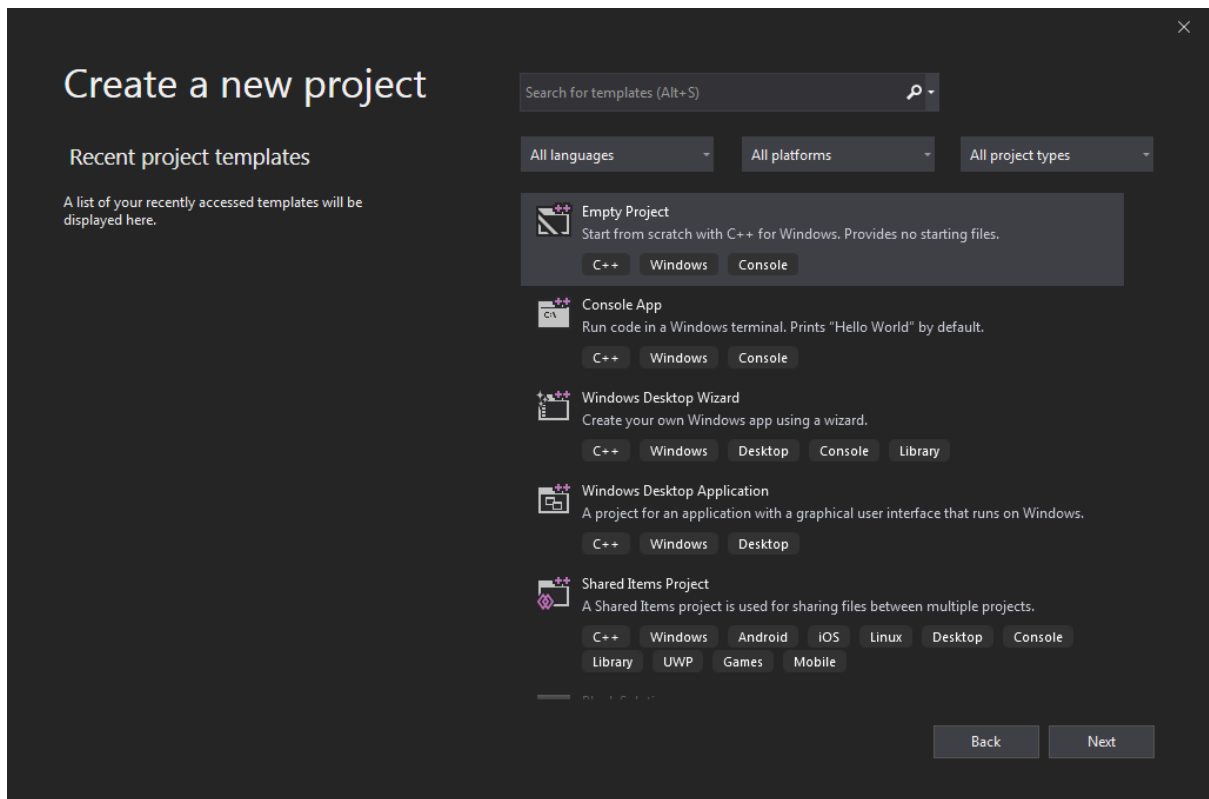 Create a new project
Search for templates (Alt+S)
Recent project templates
All languages
All platforms
All project types
A list of your recently accessed templates will be
displayed here.
Empty Project
Start from scratch with C++ for Windows. Provides no starting files.
C++ Windows Console
Console App
Run code in a Windows terminal. Prints "Hello World" by default.
C++ Windows Console
Windows Desktop Wizard
Create your own Windows app using a wizard.
C++ Windows Desktop Console Library
Windows Desktop Application
A project for an application with a graphical user interface that runs on Windows.
C++ Windows Desktop
Shared Items Project
A Shared Items project is used for sharing files between multiple projects.
C++ Windows Android iOS Linux Desktop Console
Library UWP Games Mobile
Back Next